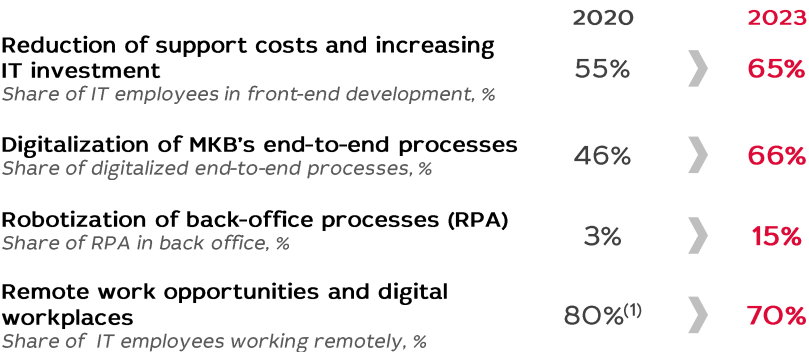 2020 2023
Reduction of support costs and increasing
IT investment
55% 65%
Share of IT employees in front-end development, %
Digitalization of MKB's end-to-end processes
46% 66%
Share of digitalized end-to-end processes, %
Robotization of back-office processes (RPA)
3% 15%
Share of RPA in back office, %
Remote work opportunities and digital
workplaces
80%(1) 70%
Share of IT employees working remotely, %